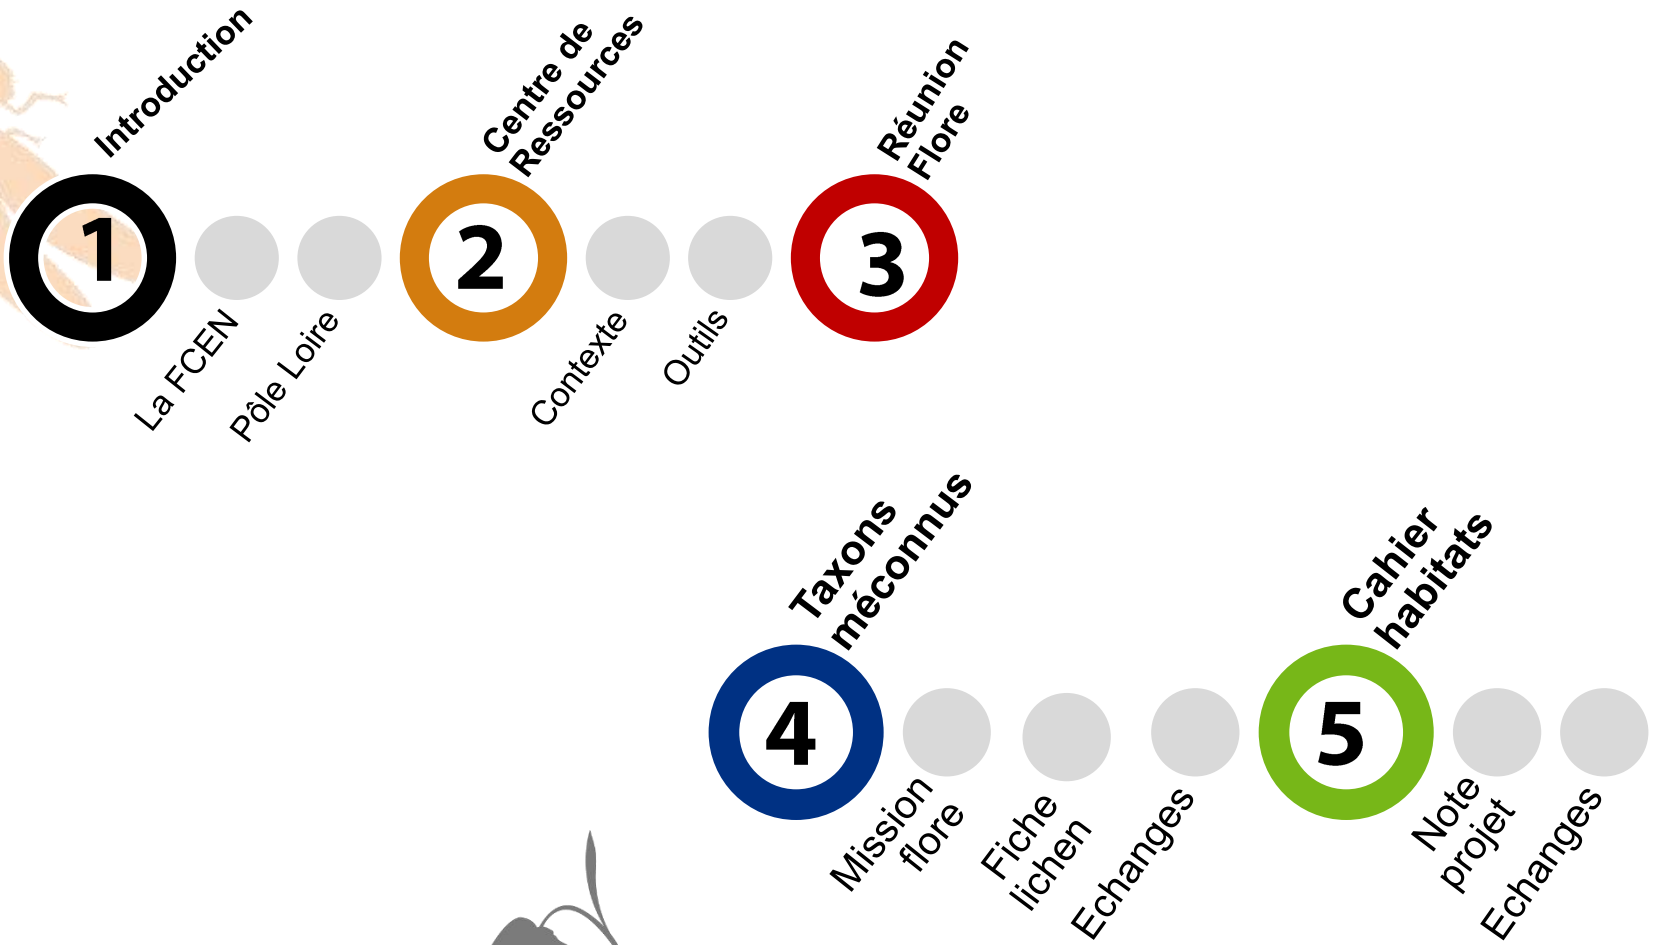 Introduction
1
La FCEN
Pôle Loire
Centre de
Ressources
2
Contexte
Outils
Réunion
Flore
3
Taxons
méconnus
4
Mission
flore
Fiche
lichen
Echanges
Cahier
habitats
5
Note
projet
Echanges